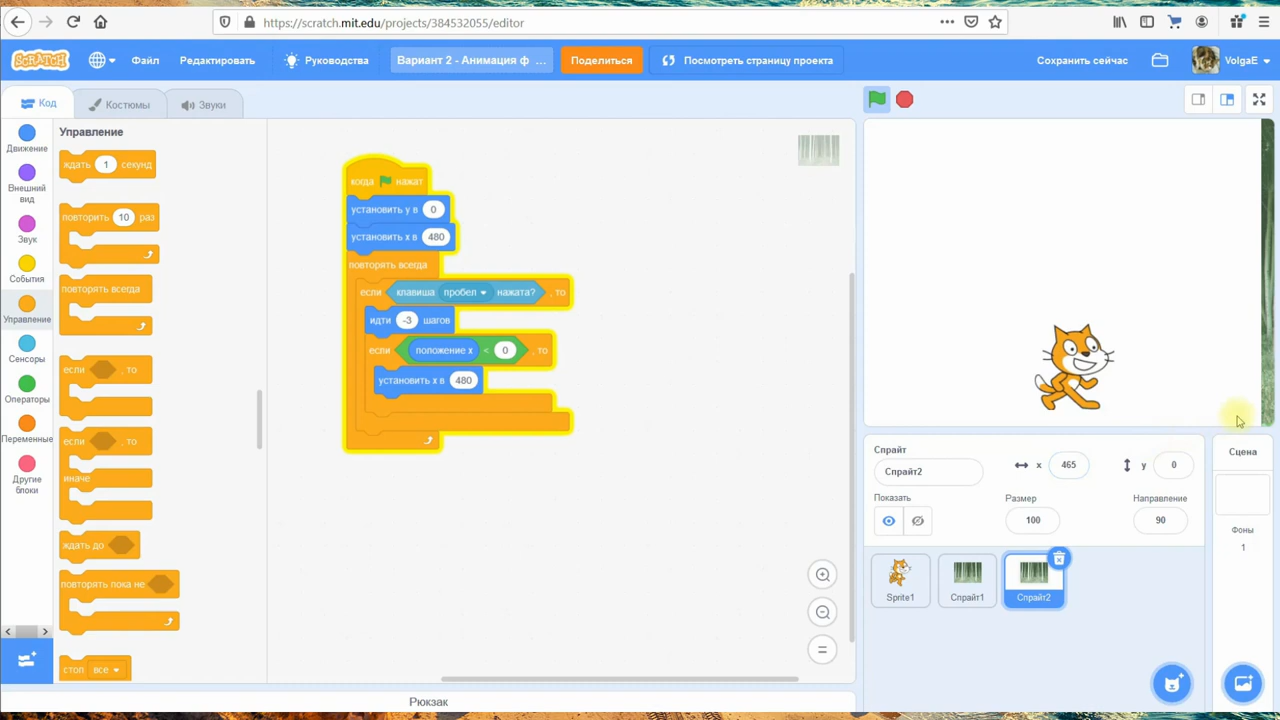 https://scratch.mit.edu/projects/384532055/editor
SCRATCH
Файл
Редактировать
Руководства
Вариант 2 - Анимация ф ...
Поделиться
Посмотреть страницу проекта
Сохранить сейчас
VolgaE
Код
Костюмы
Звуки
Движение
Внешний
вид
Звук
События
Управление
Сенсоры
Операторы
Переменные
Другие
блоки
Управление
ждать 1 секунд
повторить 10 раз
повторять всегда
если , то
если , то
иначе
ждать до
повторять пока не
стоп все
когда нажат
установить y в 0
установить x в 480
повторять всегда
если клавиша пробел нажата? , то
идти -3 шагов
если положение x < 0 , то
установить x в 480
Спрайт
Спрайт2
x 465
y 0
Показать
Размер
100
Направление
90
Sprite1
Спрайт1
Спрайт2
Сцена
Фоны
1
Рюкзак